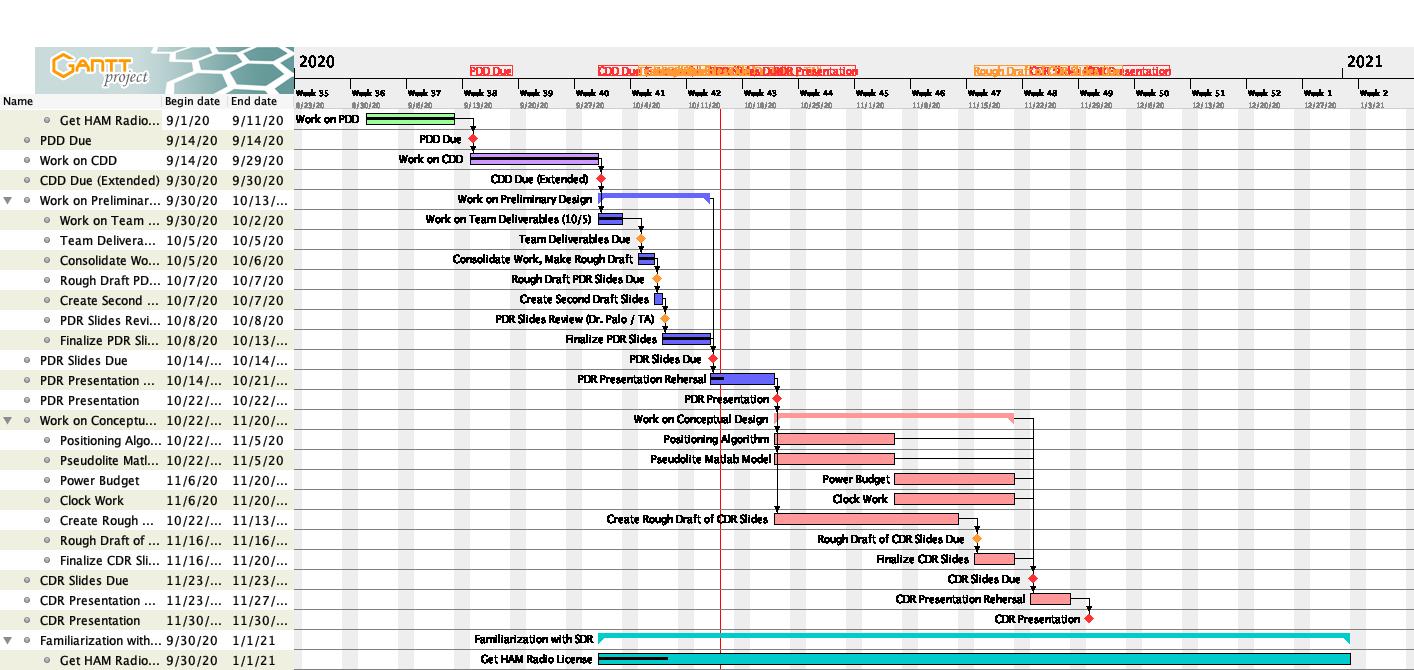 2020
2021
GANTT
project
PDD Due
CDD Due
CDR Presentation
Rough Draft
Name Begin date End date
Week 35 Week 36 Week 37 Week 38 Week 39 Week 40 Week 41 Week 42 Week 43 Week 44 Week 45 Week 46 Week 47 Week 48 Week 49 Week 50 Week 51 Week 52 Week 1 Week 2
8/23/20 8/30/20 9/6/20 9/13/20 9/20/20 9/27/20 10/4/20 10/11/20 10/18/20 10/25/20 11/1/20 11/8/20 11/15/20 11/22/20 11/29/20 12/6/20 12/13/20 12/20/20 12/27/20 1/3/21
Get HAM Radio... 9/1/20 9/11/20 Work on PDD
PDD Due 9/14/20 9/14/20 PDD Due
Work on CDD 9/14/20 9/29/20 Work on CDD
CDD Due (Extended) 9/30/20 9/30/20 CDD Due (Extended)
Work on Preliminar... 9/30/20 10/13/... Work on Preliminary Design
Work on Team ... 9/30/20 10/2/20 Work on Team Deliverables (10/5)
Team Delivera... 10/5/20 10/5/20 Team Deliverables Due
Consolidate Wo... 10/5/20 10/6/20 Consolidate Work, Make Rough Draft
Rough Draft PD... 10/7/20 10/7/20 Rough Draft PDR Slides Due
Create Second ... 10/7/20 10/7/20 Create Second Draft Slides
PDR Slides Revi... 10/8/20 10/8/20 PDR Slides Review (Dr. Palo / TA)
Finalize PDR Sli... 10/8/20 10/13/... Finalize PDR Slides
PDR Slides Due 10/14/... 10/14/... PDR Slides Due
PDR Presentation ... 10/14/... 10/21/... PDR Presentation Rehersal
PDR Presentation 10/22/... 10/22/... PDR Presentation
Work on Conceptu... 10/22/... 11/20/... Work on Conceptual Design
Positioning Algo... 10/22/... 11/5/20 Positioning Algorithm
Pseudolite Matl... 10/22/... 11/5/20 Pseudolite Matlab Model
Power Budget 11/6/20 11/20/... Power Budget
Clock Work 11/6/20 11/20/... Clock Work
Create Rough ... 10/22/... 11/13/... Create Rough Draft of CDR Slides
Rough Draft of ... 11/16/... 11/16/... Rough Draft of CDR Slides Due
Finalize CDR Sli... 11/16/... 11/20/... Finalize CDR Slides
CDR Slides Due 11/23/... 11/23/... CDR Slides Due
CDR Presentation ... 11/23/... 11/27/... CDR Presentation Rehersal
CDR Presentation 11/30/... 11/30/... CDR Presentation
Familiarization with... 9/30/20 1/1/21 Familiarization with SDR
Get HAM Radio... 9/30/20 1/1/21 Get HAM Radio License